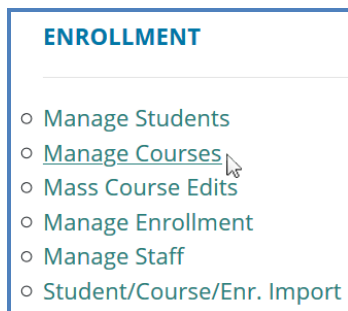 ENROLLMENT
Manage Students
Manage Courses
Mass Course Edits
Manage Enrollment
Manage Staff
Student/Course/Enr. Import